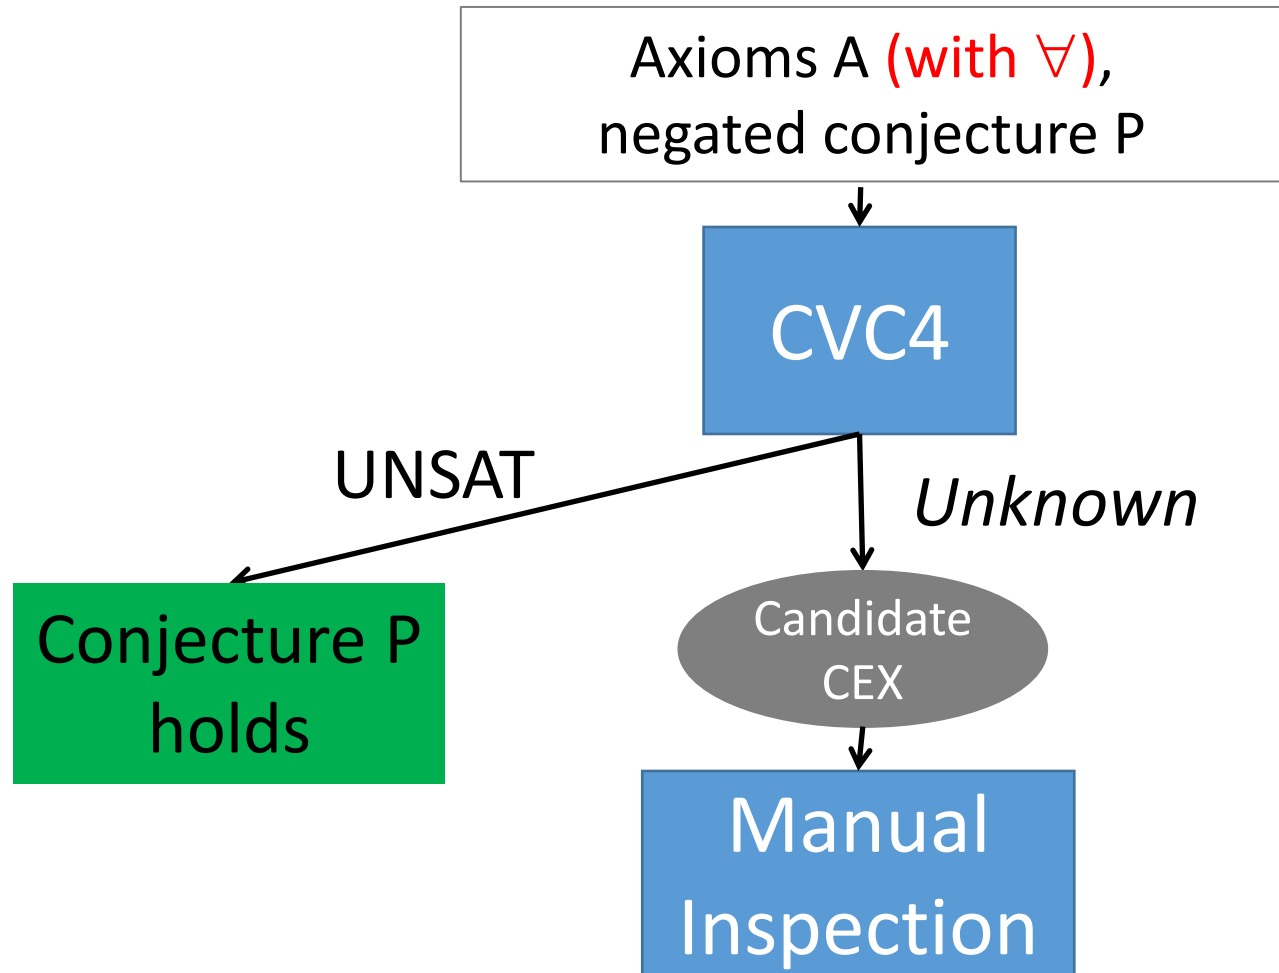 Axioms A (with ∀),
negated conjecture P
CVC4
UNSAT
Unknown
Conjecture P
holds
Candidate
CEX
Manual
Inspection